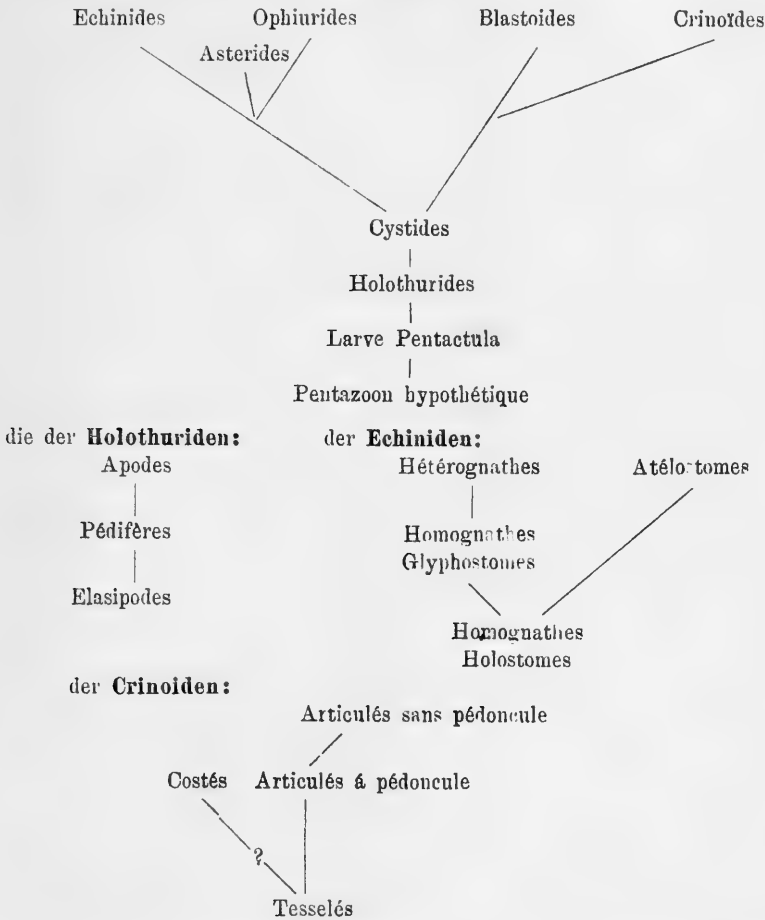 Echinides Ophiurides Blastoides Crinoïdes
Asterides
Cystides
Holothurides
Larve Pentactula
Pentazoon hypothétique
die der Holothuriden: der Echiniden:
Apodes Hétérognathes Atélostomes
Pédifères Homognathes
Glyphostomes
Elasipodes
Homognathes
Holostomes
der Crinoiden:
Articulés sans pédoncule
Costés Articulés á pédoncule
?
Tesselés